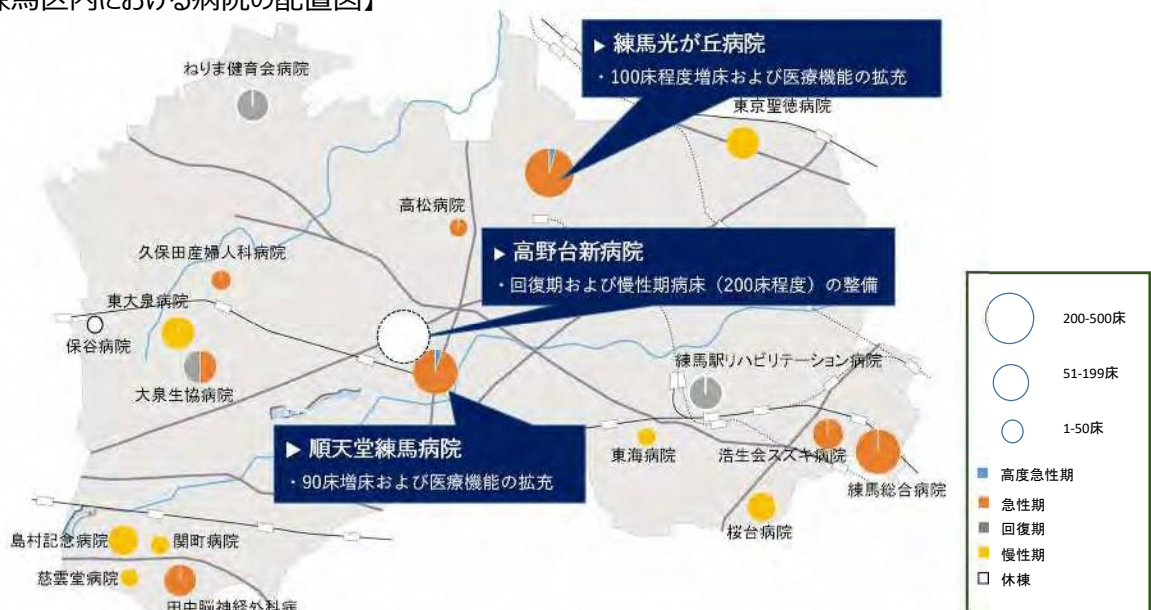 練馬区内における病院の配置図】
▶ 練馬光が丘病院
・100床程度増床および医療機能の拡充
ねりま健育会病院
東京聖徳病院
高松病院
▶ 高野台新病院
・回復期および慢性期病床（200床程度）の整備
久保田産婦人科病院
東大泉病院
保谷病院
大泉生協病院
練馬駅リハビリテーション病院
▶ 順天堂練馬病院
・90床増床および医療機能の拡充
東海病院
浩生会スズキ病院
練馬総合病院
桜台病院
島村記念病院
関町病院
慈雲堂病院
田中脳神経外科病
200-500床
51-199床
1-50床
高度急性期
急性期
回復期
慢性期
休棟